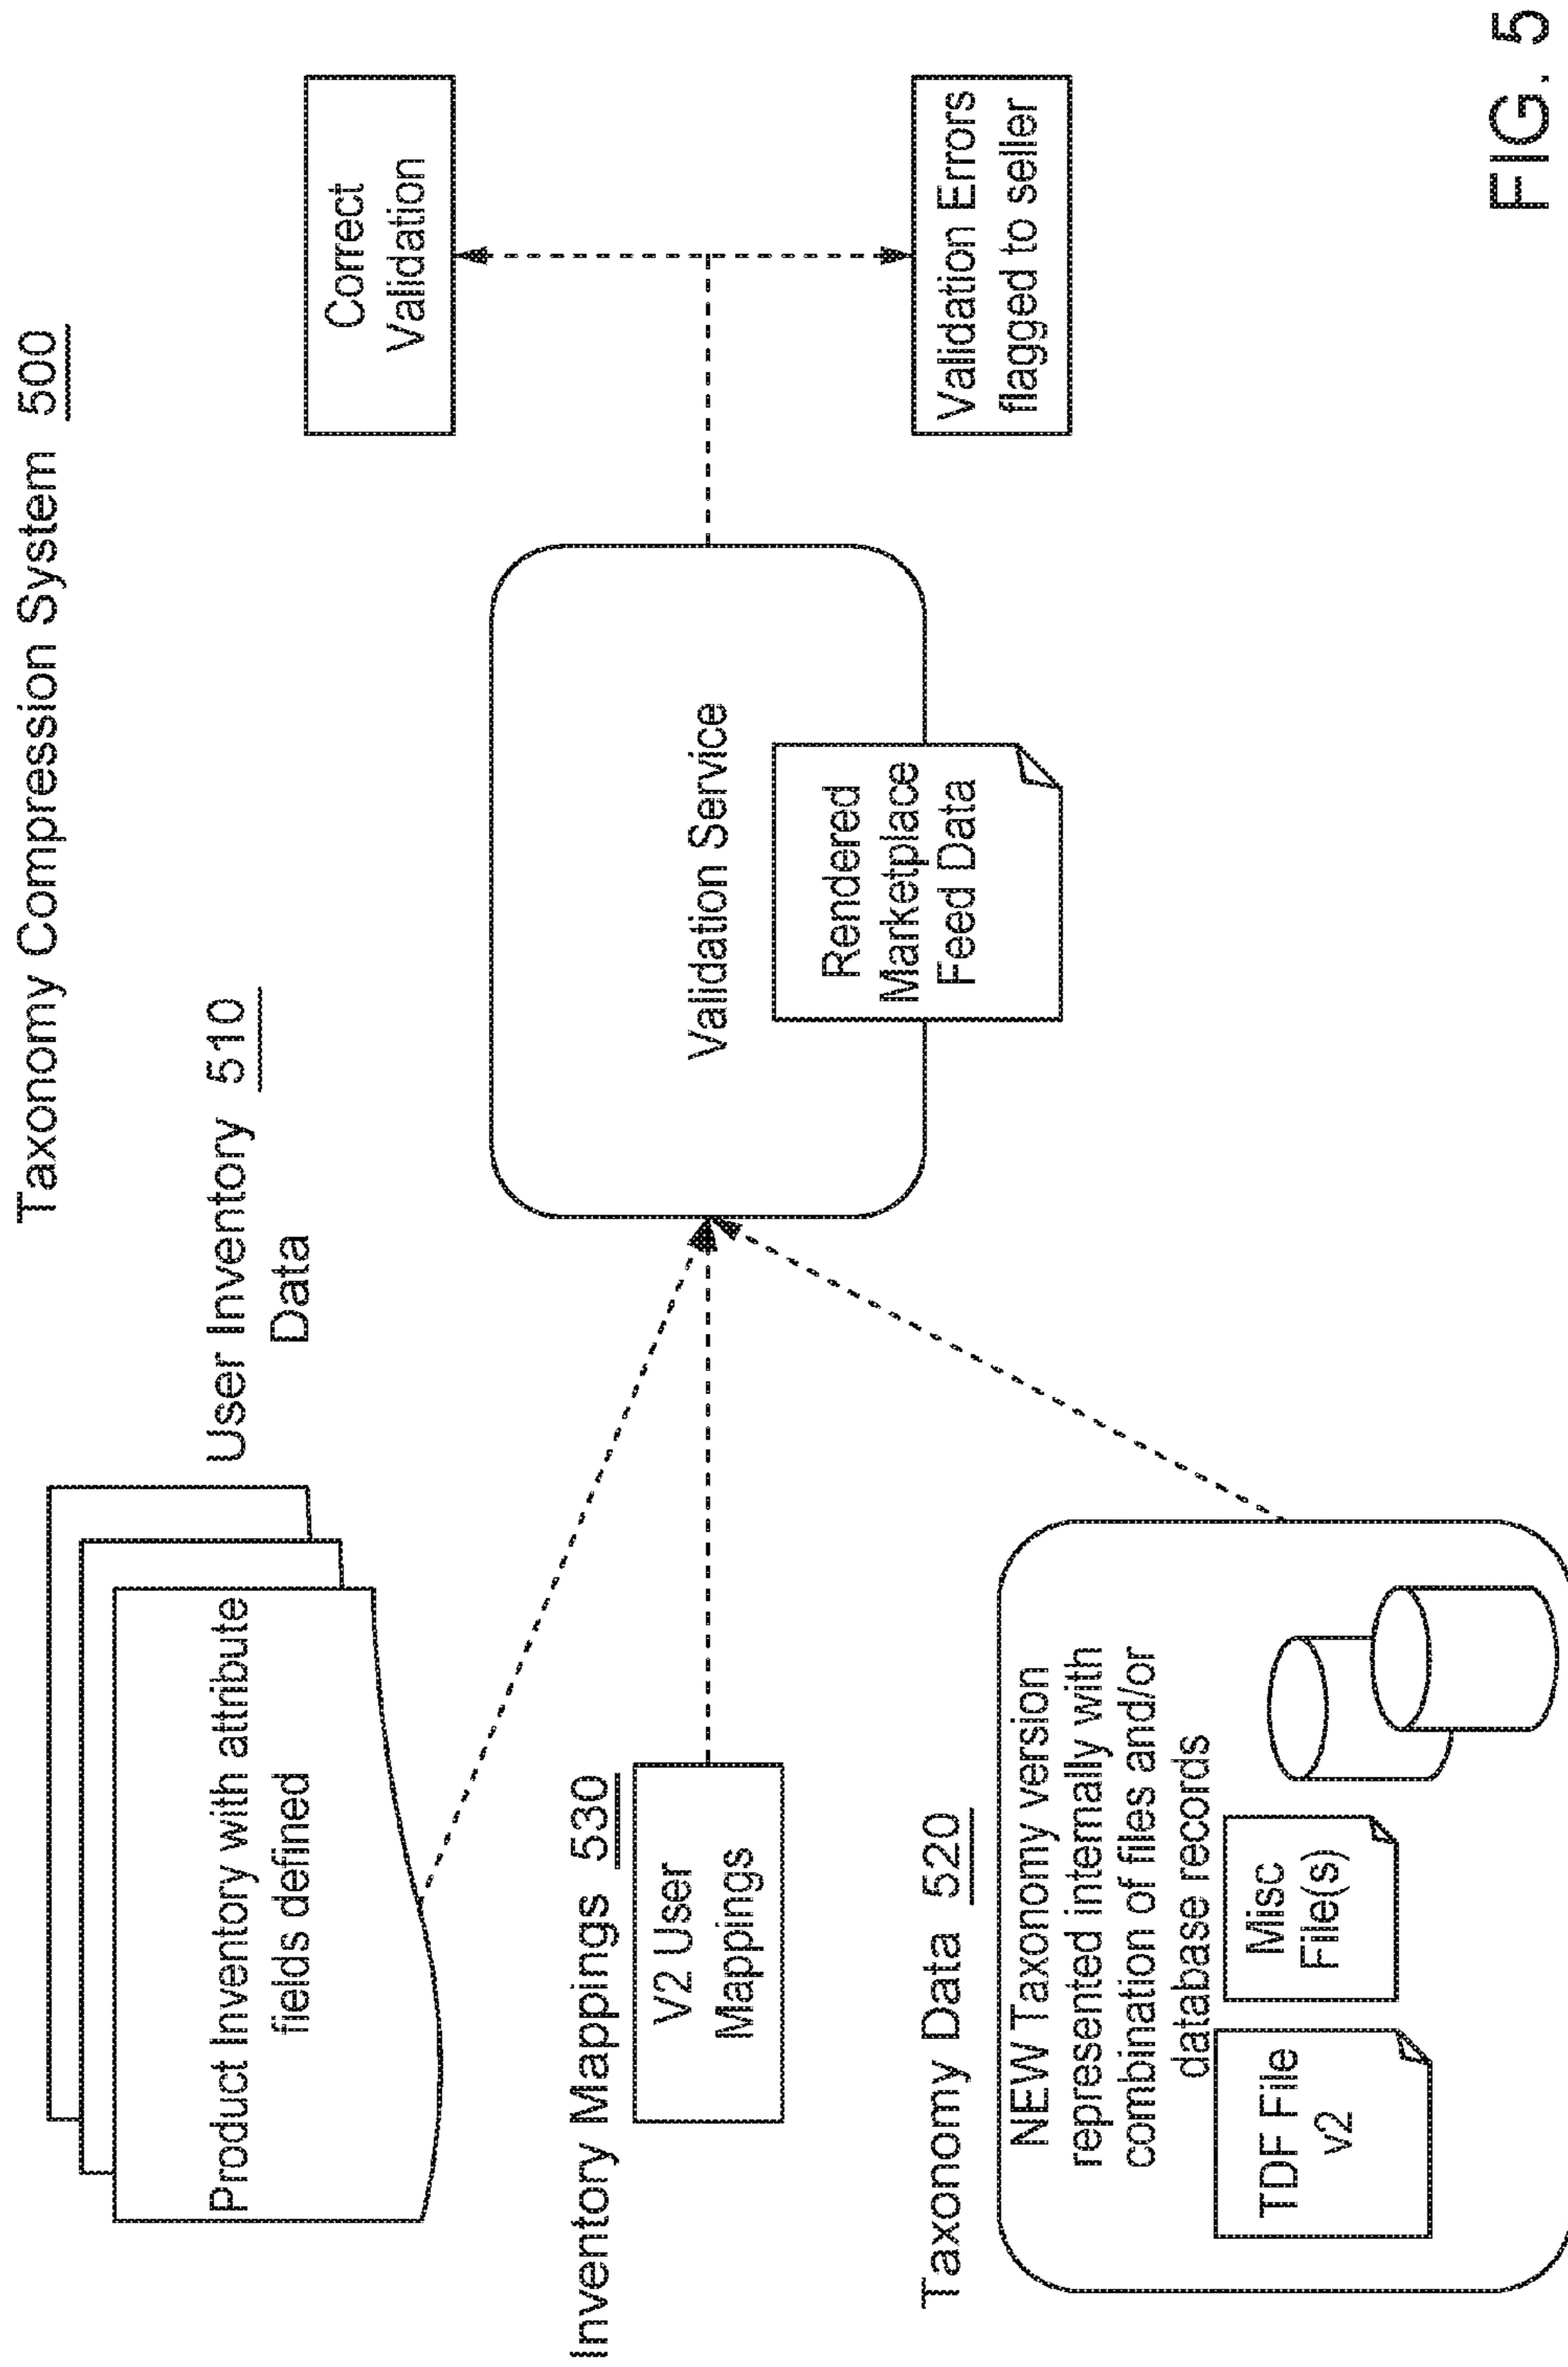 Taxonomy Compression System 500
User Inventory 510
Data
Product Inventory with attribute
fields defined
Inventory Mappings 530
V2 User
Mappings
Taxonomy Data 520
NEW Taxonomy version
represented internally with
combination of files and/or
database records
TDF File
v2
Misc
File(s)
Validation Service
Rendered
Marketplace
Feed Data
Correct
Validation
Validation Errors
flagged to seller
FIG. 5